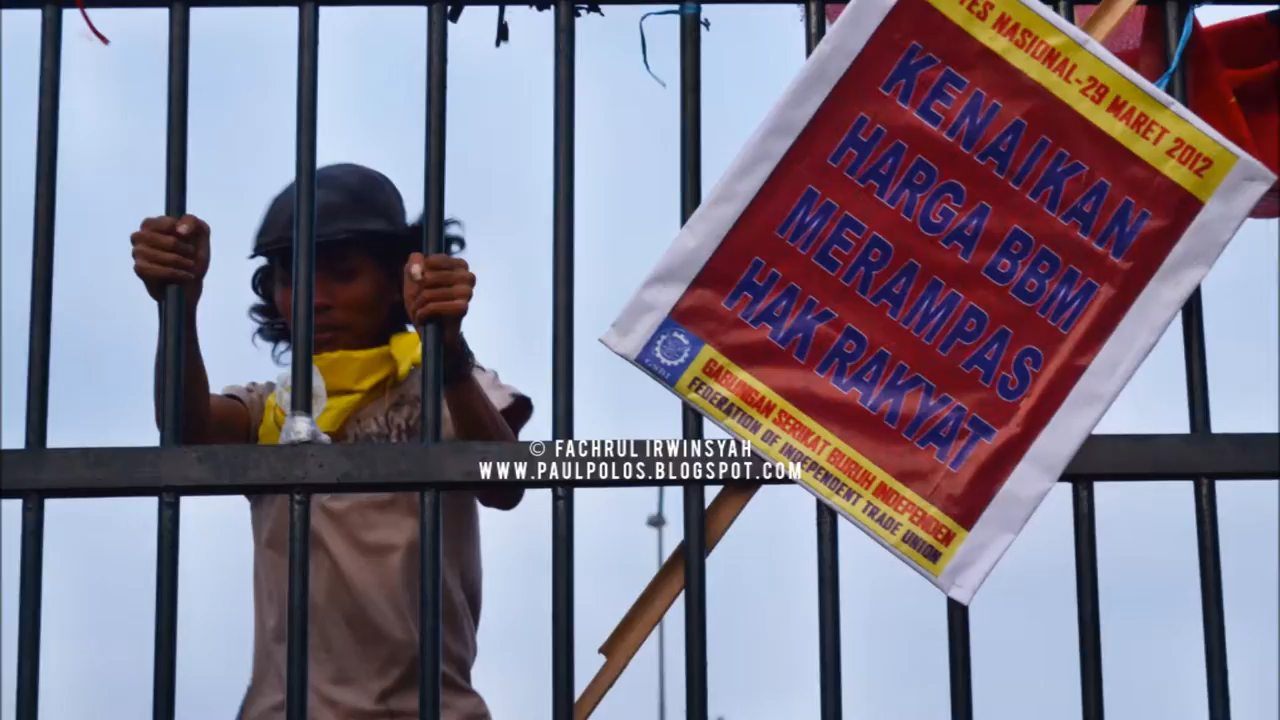 TES NASIONAL-29 MARET 2012
KENAIKAN
HARGA BBM
MERAMPAS
HAK RAKYAT
GABUNGAN SERIKAT BURUH INDEPENDEN
FEDERATION OF INDEPENDENT TRADE UNION
© FACHRUL IRWINSYAH
WWW.PAULPOLOS.BLOGSPOT.COM